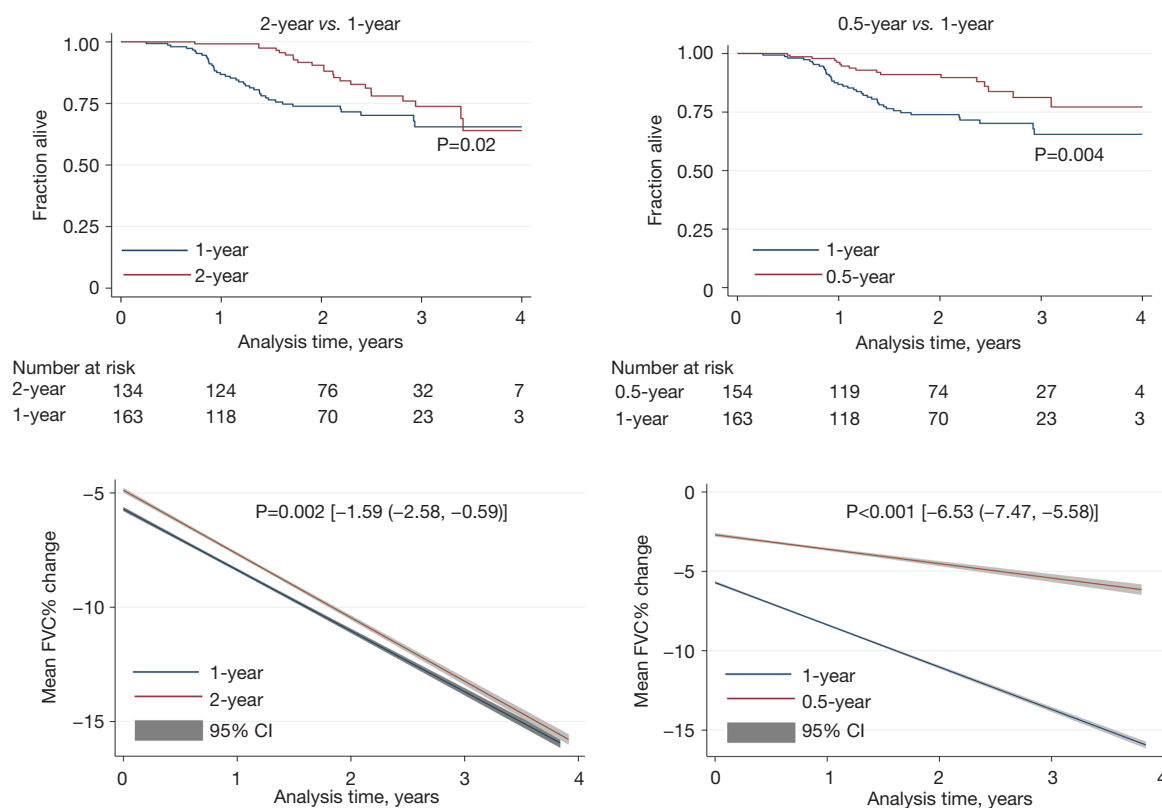 2-year vs. 1-year
1.00
0.75
0.50
0.25
0
Fraction alive
P=0.02
1-year
2-year
0 1 2 3 4
Analysis time, years
Number at risk
2-year 134 124 76 32 7
1-year 163 118 70 23 3
0.5-year vs. 1-year
1.00
0.75
0.50
0.25
0
Fraction alive
P=0.004
1-year
0.5-year
0 1 2 3 4
Analysis time, years
Number at risk
0.5-year 154 119 74 27 4
1-year 163 118 70 23 3
−5
−10
−15
Mean FVC% change
P=0.002 [−1.59 (−2.58, −0.59)]
1-year
2-year
95% CI
0 1 2 3 4
Analysis time, years
0
−5
−10
−15
Mean FVC% change
P<0.001 [−6.53 (−7.47, −5.58)]
1-year
0.5-year
95% CI
0 1 2 3 4
Analysis time, years